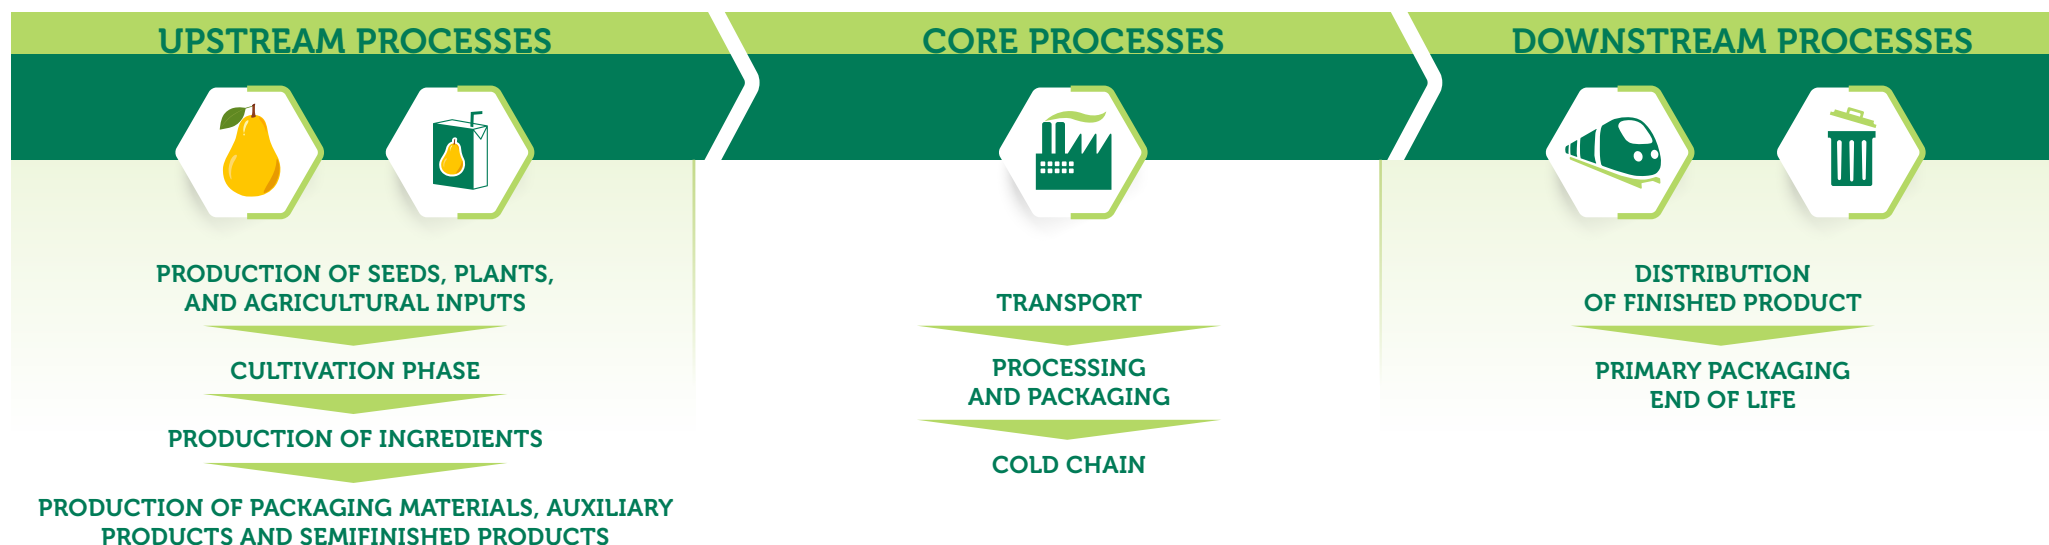 UPSTREAM PROCESSES
PRODUCTION OF SEEDS, PLANTS,
AND AGRICULTURAL INPUTS
CULTIVATION PHASE
PRODUCTION OF INGREDIENTS
PRODUCTION OF PACKAGING MATERIALS, AUXILIARY
PRODUCTS AND SEMIFINISHED PRODUCTS
CORE PROCESSES
TRANSPORT
PROCESSING
AND PACKAGING
COLD CHAIN
DOWNSTREAM PROCESSES
DISTRIBUTION
OF FINISHED PRODUCT
PRIMARY PACKAGING
END OF LIFE